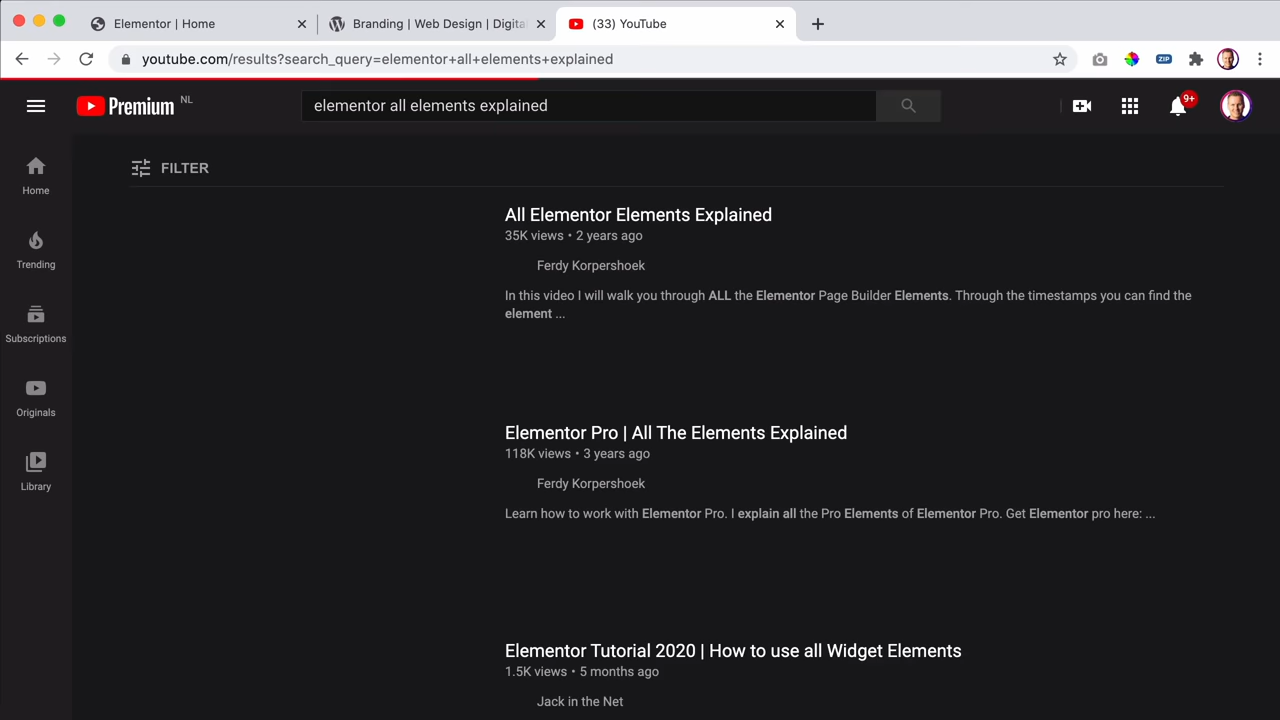 Elementor | Home
Branding | Web Design | Digita
(33) YouTube
youtube.com/results?search_query=elementor+all+elements+explained
ZIP
Premium NL
elementor all elements explained
9+
FILTER
Home
Trending
Subscriptions
Originals
Library
All Elementor Elements Explained
35K views • 2 years ago
Ferdy Korpershoek
In this video I will walk you through ALL the Elementor Page Builder Elements. Through the timestamps you can find the
element ...
Elementor Pro | All The Elements Explained
118K views • 3 years ago
Ferdy Korpershoek
Learn how to work with Elementor Pro. I explain all the Pro Elements of Elementor Pro. Get Elementor pro here: ...
Elementor Tutorial 2020 | How to use all Widget Elements
1.5K views • 5 months ago
Jack in the Net